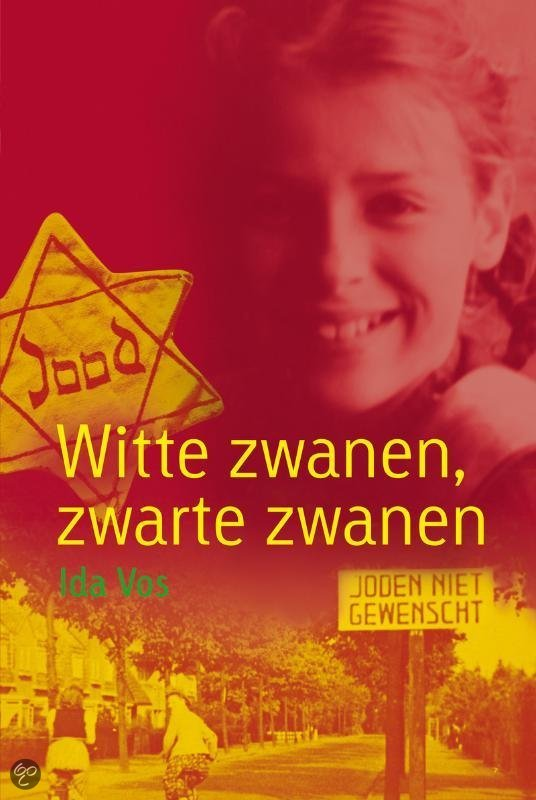 Jood
Witte zwanen,
zwarte zwanen
Ida Vos
JODEN NIET
GEWENSCHT